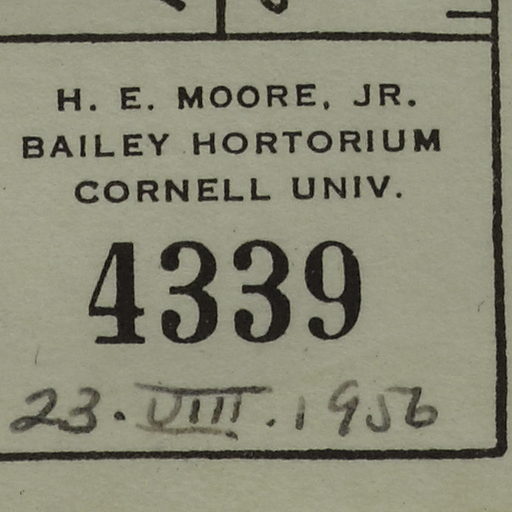 H. E. MOORE, JR.
BAILEY HORTORIUM
CORNELL UNIV.
4339
23. VIII. 1956